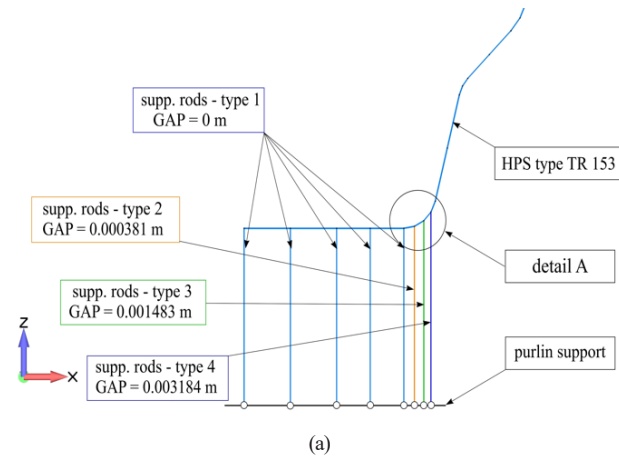 supp. rods - type 1
GAP = 0 m
HPS type TR 153
supp. rods - type 2
GAP = 0.000381 m
detail A
supp. rods - type 3
GAP = 0.001483 m
z
x
purlin support
supp. rods - type 4
GAP = 0.003184 m
(a)